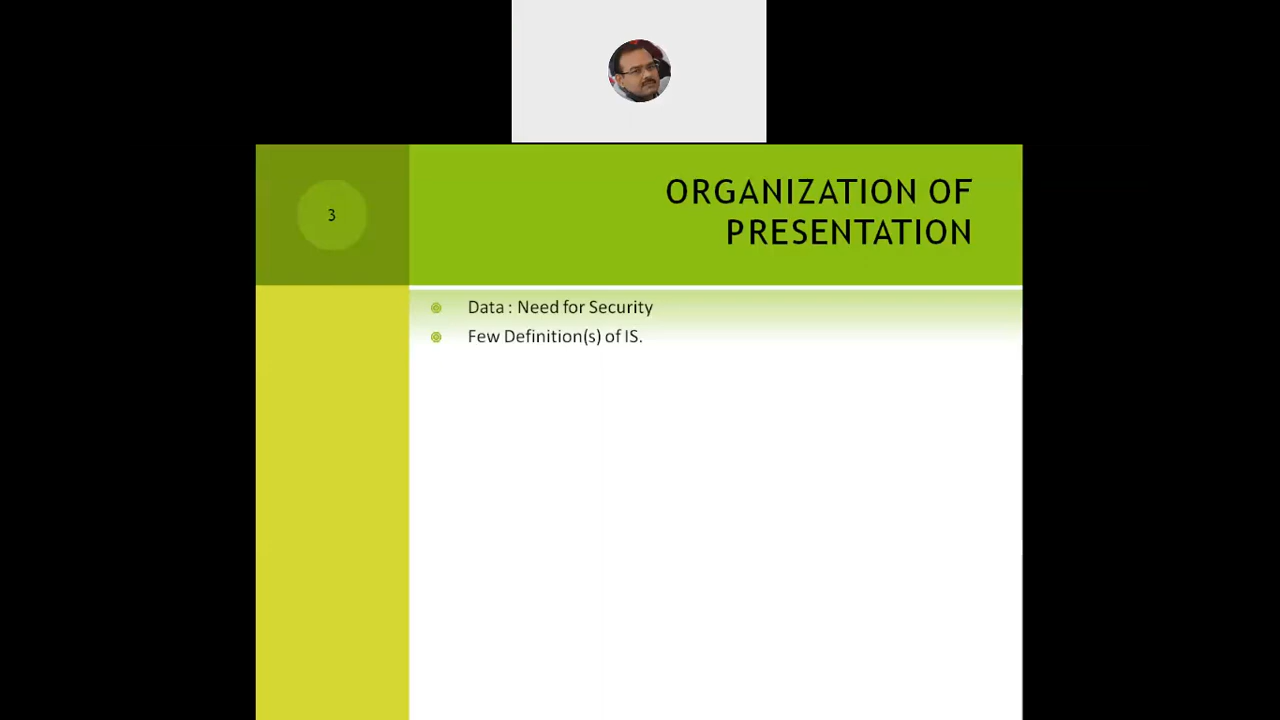 3
ORGANIZATION OF
PRESENTATION
Data : Need for Security
Few Definition(s) of IS.